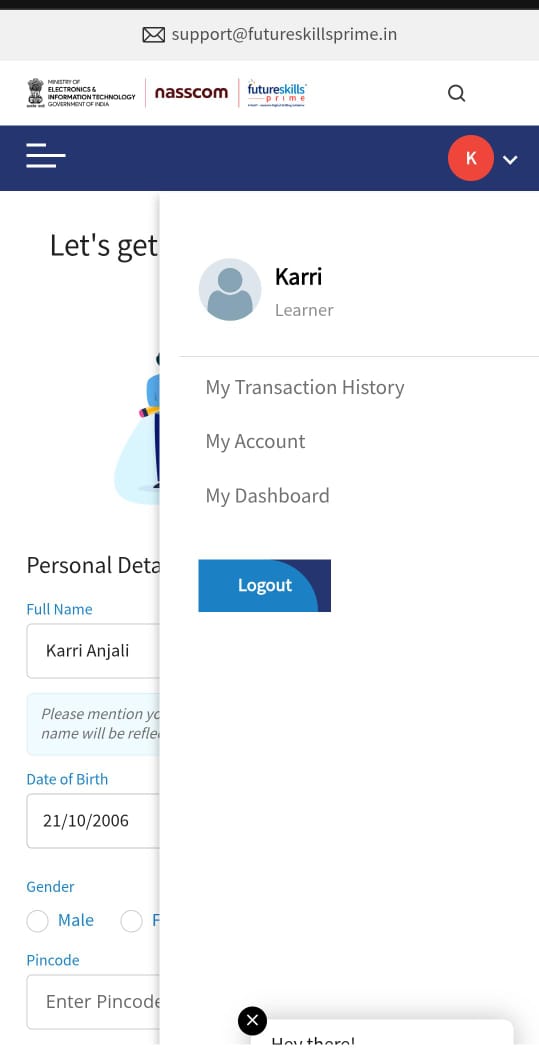 support@futureskillsprime.in
MINISTRY OF
ELECTRONICS &
INFORMATION TECHNOLOGY
GOVERNMENT OF INDIA
nasscom
futureskills
prime
K
Let's get
Karri
Learner
My Transaction History
My Account
My Dashboard
Logout
Personal Deta
Full Name
Karri Anjali
Please mention yo
name will be refle
Date of Birth
21/10/2006
Gender
Male
F
Pincode
Enter Pincode
Hey there!